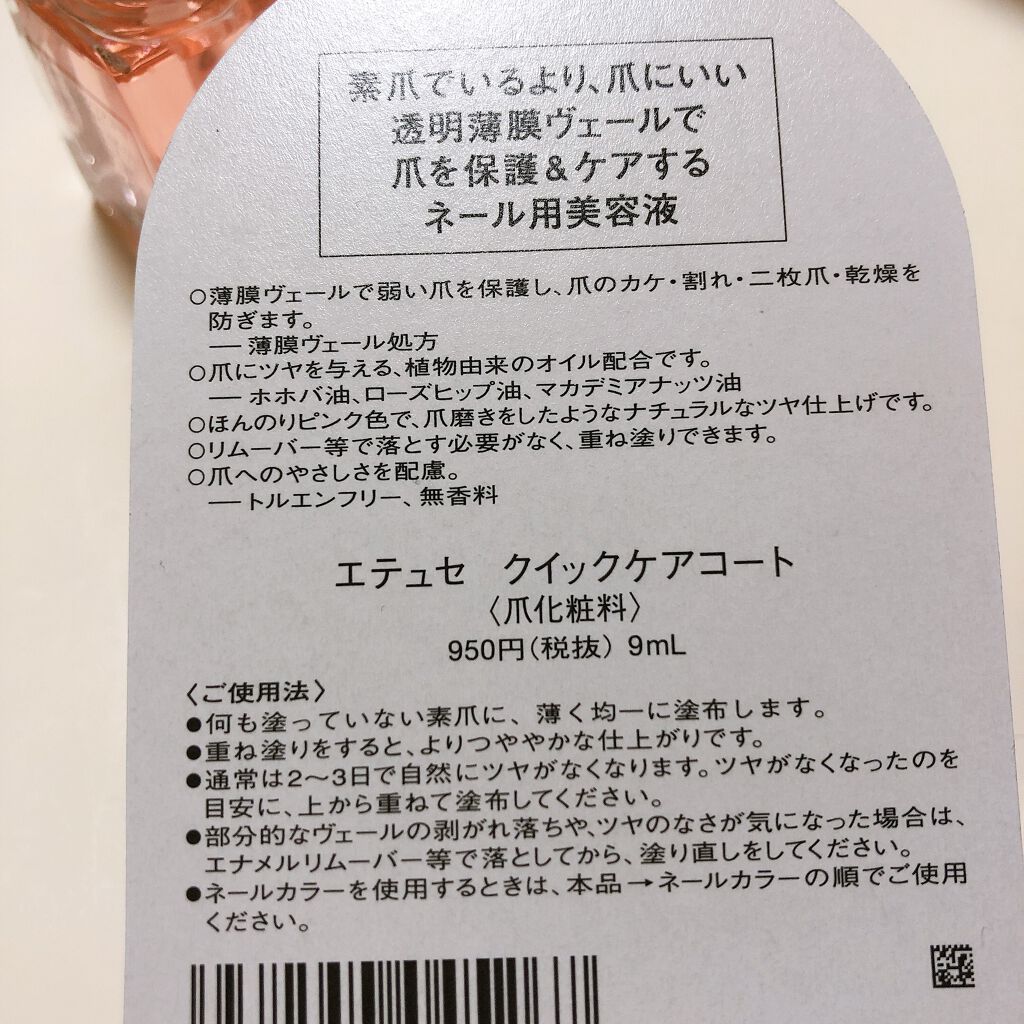 素爪でいるより、爪にいい
透明薄膜ヴェールで
爪を保護&ケアする
ネール用美容液
○薄膜ヴェールで弱い爪を保護し、爪のカケ・割れ・二枚爪・乾燥を
防ぎます。
― 薄膜ヴェール処方
○爪にツヤを与える、植物由来のオイル配合です。
― ホホバ油、ローズヒップ油、マカデミアナッツ油
○ほんのりピンク色で、爪磨きをしたようなナチュラルなツヤ仕上げです。
○リムーバー等で落とす必要がなく、重ね塗りできます。
○爪へのやさしさを配慮。
― トルエンフリー、無香料
エテュセ クイックケアコート
〈爪化粧料〉
950円(税抜) 9mL
〈ご使用法〉
●何も塗っていない素爪に、薄く均一に塗布します。
●重ね塗りをすると、よりつややかな仕上がりです。
●通常は2〜3日で自然にツヤがなくなります。ツヤがなくなったのを
目安に、上から重ねて塗布してください。
●部分的なヴェールの剥がれ落ちや、ツヤのなさが気になった場合は、
エナメルリムーバー等で落としてから、塗り直しをしてください。
●ネールカラーを使用するときは、本品→ネールカラーの順でご使用
ください。